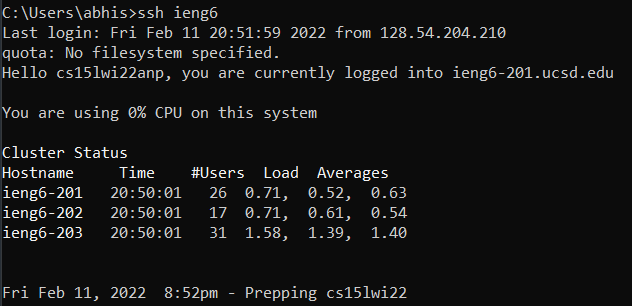 C:\Users\abhis>ssh ieng6
Last login: Fri Feb 11 20:51:59 2022 from 128.54.204.210
quota: No filesystem specified.
Hello cs15lwi22anp, you are currently logged into ieng6-201.ucsd.edu
You are using 0% CPU on this system
Cluster Status
Hostname     Time    #Users  Load  Averages
ieng6-201   20:50:01   26  0.71,  0.52,  0.63
ieng6-202   20:50:01   17  0.71,  0.61,  0.54
ieng6-203   20:50:01   31  1.58,  1.39,  1.40
Fri Feb 11, 2022  8:52pm - Prepping cs15lwi22